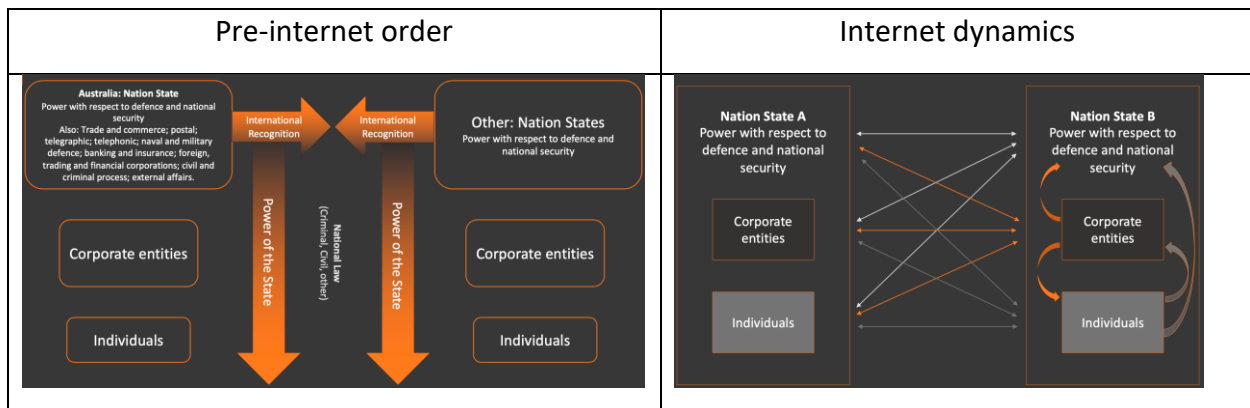 Pre-internet order
Internet dynamics
Australia: Nation State
Power with respect to defence and national
security
Also: Trade and commerce; postal;
telegraphic; telephonic; naval and military
defence; banking and insurance; foreign,
trading and financial corporations; civil and
criminal process; external affairs.
International
Recognition
International
Recognition
Other: Nation States
Power with respect to defence and
national security
Power of the State
National Law
(Criminal, Civil, other)
Power of the State
Corporate entities
Corporate entities
Individuals
Individuals
Nation State A
Power with respect to
defence and national
security
Corporate
entities
Individuals
Nation State B
Power with respect to
defence and national
security
Corporate
entities
Individuals